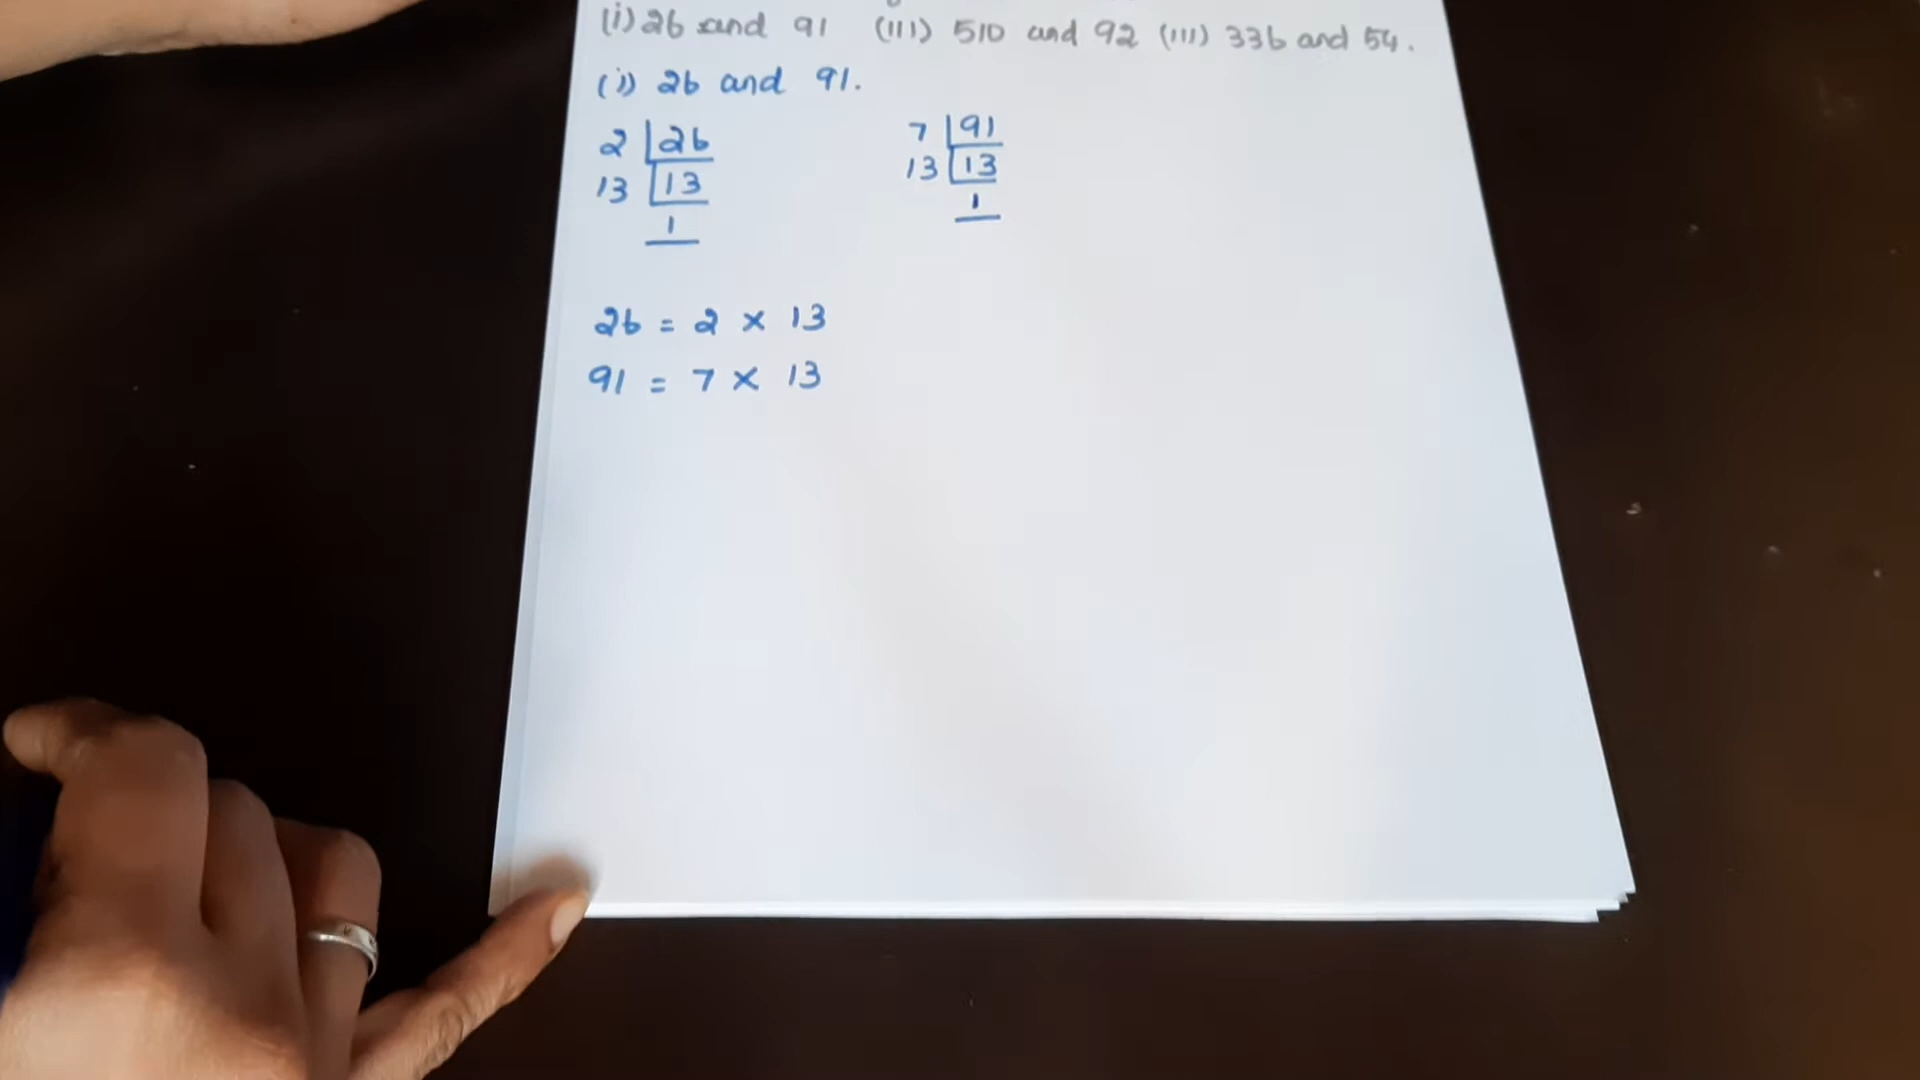 (i) 26 and 91 (iii) 510 and 92 (iii) 336 and 54.
(i) 26 and 91.
2 | 26
13 | 13
1
7 | 91
13 | 13
1
26 = 2 × 13
91 = 7 × 13